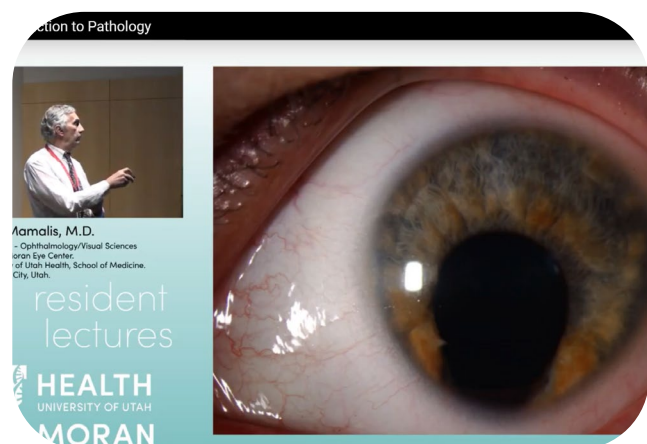 ction to Pathology
Mamalis, M.D.
- Ophthalmology/Visual Sciences
oran Eye Center.
of Utah Health, School of Medicine.
City, Utah.
resident
lectures
HEALTH
UNIVERSITY OF UTAH
MORAN